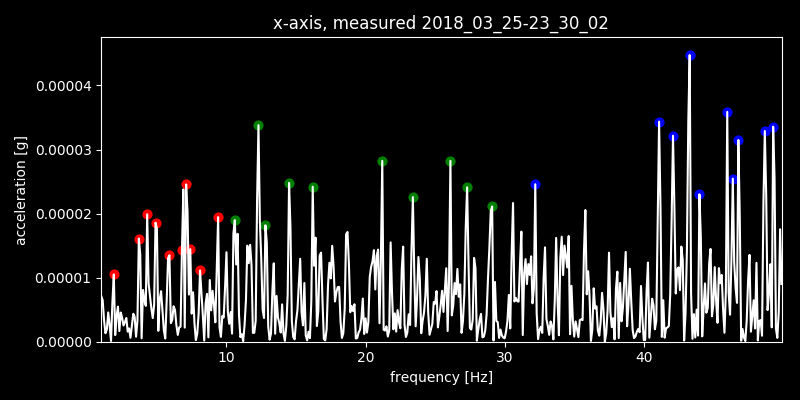 x-axis, measured 2018_03_25-23_30_02
acceleration [g]
0.00004
0.00003
0.00002
0.00001
0.00000
10 20 30 40
frequency [Hz]